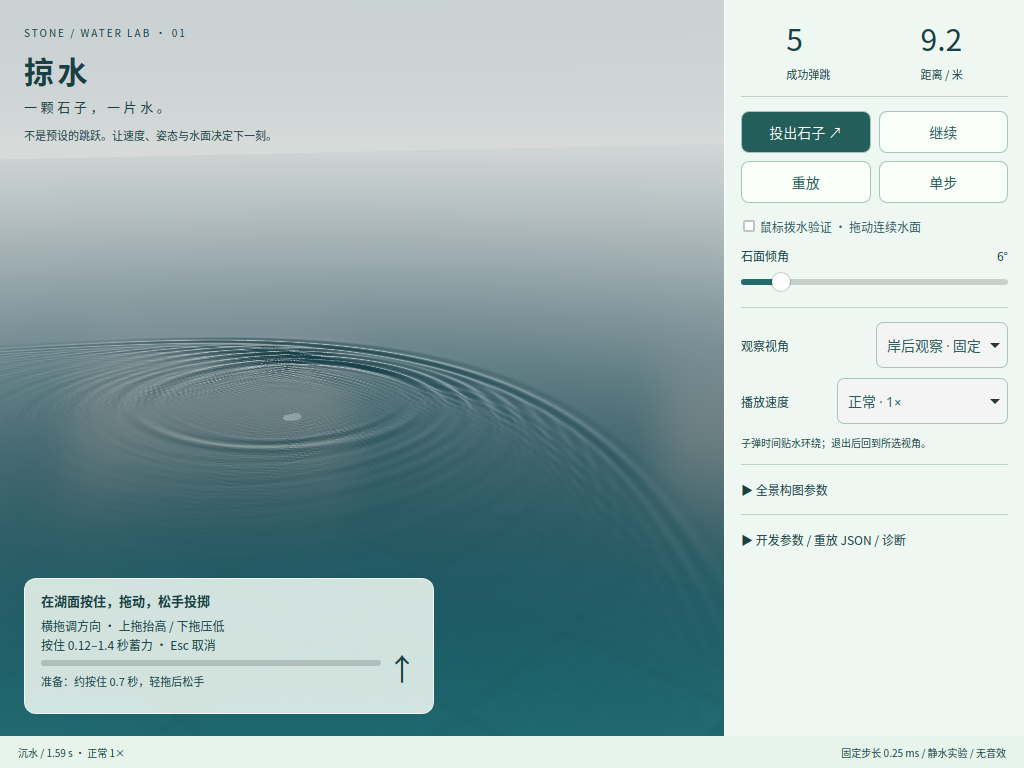 STONE / WATER LAB · 01
掠水
一颗石子，一片水。
不是预设的跳跃。让速度、姿态与水面决定下一刻。
5
9.2
成功弹跳
距离 / 米
投出石子 ↗
继续
重放
单步
鼠标拨水验证 · 拖动连续水面
石面倾角
6°
观察视角
岸后观察 · 固定
播放速度
正常 · 1×
子弹时间贴水环绕；退出后回到所选视角。
▶ 全景构图参数
▶ 开发参数 / 重放 JSON / 诊断
在湖面按住，拖动，松手投掷
横拖调方向 · 上拖抬高 / 下拖压低
按住 0.12–1.4 秒蓄力 · Esc 取消
↑
准备：约按住 0.7 秒，轻拖后松手
沉水 / 1.59 s · 正常 1×
固定步长 0.25 ms / 静水实验 / 无音效